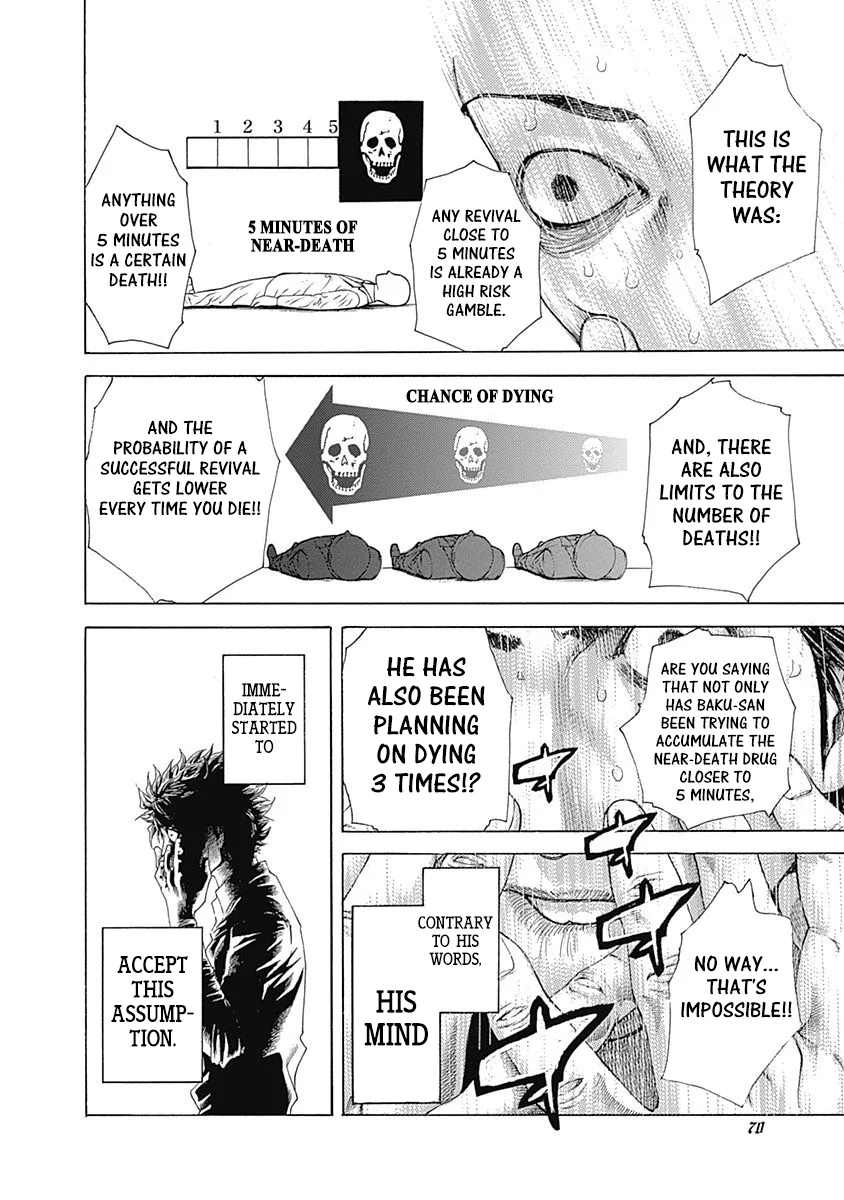 THIS IS
WHAT THE
THEORY
WAS:
ANY REVIVAL
CLOSE TO
5 MINUTES
IS ALREADY A
HIGH RISK
GAMBLE.
1 2 3 4 5
5 MINUTES OF
NEAR-DEATH
ANYTHING
OVER
5 MINUTES
IS A CERTAIN
DEATH!!
AND, THERE
ARE ALSO
LIMITS TO THE
NUMBER OF
DEATHS!!
CHANCE OF DYING
AND THE
PROBABILITY OF A
SUCCESSFUL REVIVAL
GETS LOWER
EVERY TIME YOU DIE!!
ARE YOU SAYING
THAT NOT ONLY
HAS BAKU-SAN
BEEN TRYING TO
ACCUMULATE THE
NEAR-DEATH DRUG
CLOSER TO
5 MINUTES,
HE HAS
ALSO BEEN
PLANNING
ON DYING
3 TIMES!?
NO WAY...
THAT'S
IMPOSSIBLE!!
CONTRARY
TO HIS
WORDS,
HIS
MIND
IMME-
DIATELY
STARTED
TO
ACCEPT
THIS
ASSUMP-
TION.
70